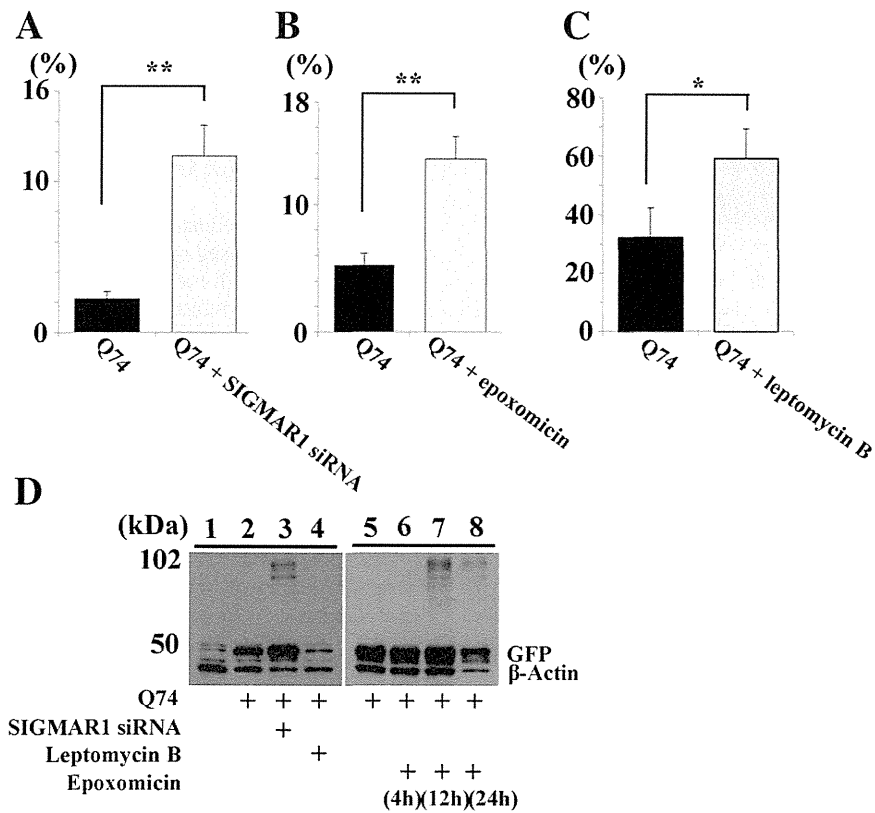 A
(%)
16
10
0
**
Q74
Q74 + SIGMAR1 siRNA
B
(%)
18
10
0
**
Q74
Q74 + epoxomicin
C
(%)
80
60
40
20
0
*
Q74
Q74 + leptomycin B
D
(kDa) 1 2 3 4 5 6 7 8
102
50
GFP
β-Actin
Q74 + + + + + + +
SIGMAR1 siRNA +
Leptomycin B +
Epoxomicin + + +
(4h)(12h)(24h)